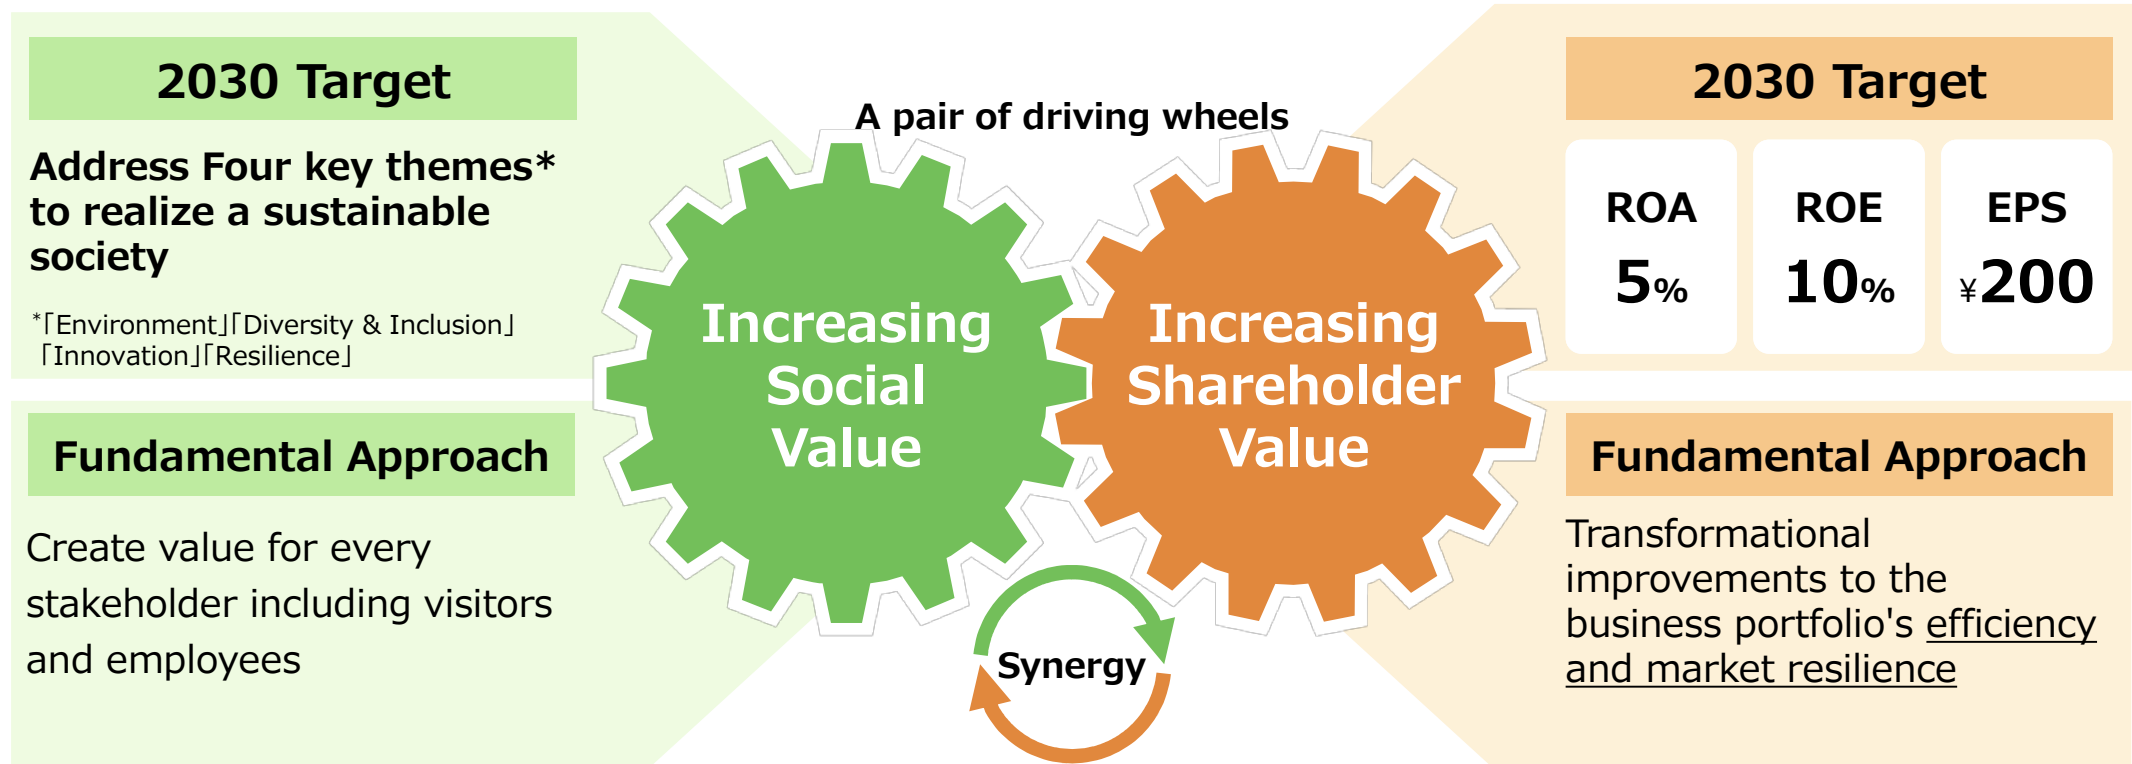 2030 Target
Address Four key themes*
to realize a sustainable
society
*｢Environment｣｢Diversity & Inclusion｣
｢Innovation｣｢Resilience｣
Fundamental Approach
Create value for every
stakeholder including visitors
and employees
A pair of driving wheels
Increasing
Social
Value
Increasing
Shareholder
Value
Synergy
2030 Target
ROA
5%
ROE
10%
EPS
¥200
Fundamental Approach
Transformational
improvements to the
business portfolio's efficiency
and market resilience